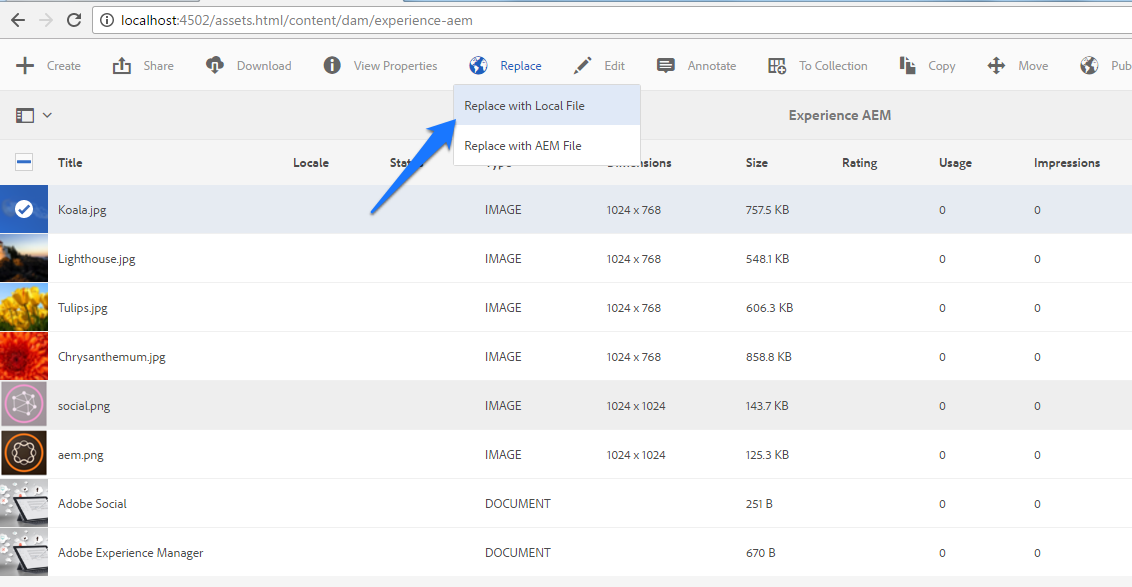 localhost:4502/assets.html/content/dam/experience-aem
Create Share Download View Properties Replace Edit Annotate To Collection Copy Move Pub
Replace with Local File
Experience AEM
Replace with AEM File
Title Locale Status Type Dimensions Size Rating Usage Impressions
Koala.jpg IMAGE 1024 x 768 757.5 KB 0 0
Lighthouse.jpg IMAGE 1024 x 768 548.1 KB 0 0
Tulips.jpg IMAGE 1024 x 768 606.3 KB 0 0
Chrysanthemum.jpg IMAGE 1024 x 768 858.8 KB 0 0
social.png IMAGE 1024 x 1024 143.7 KB 0 0
aem.png IMAGE 1024 x 1024 125.3 KB 0 0
Adobe Social DOCUMENT 251 B 0 0
Adobe Experience Manager DOCUMENT 670 B 0 0